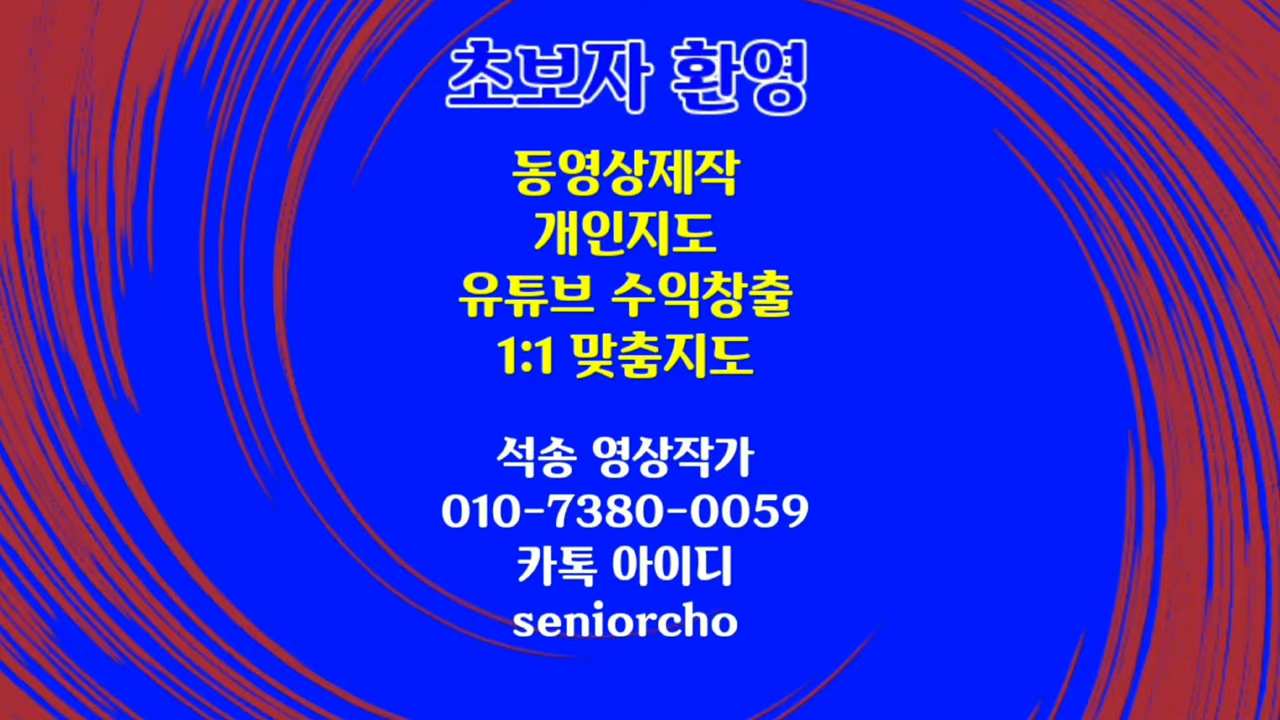 초보자 환영
동영상제작
개인지도
유튜브 수익창출
1:1 맞춤지도
석송 영상작가
010-7380-0059
카톡 아이디
seniorcho